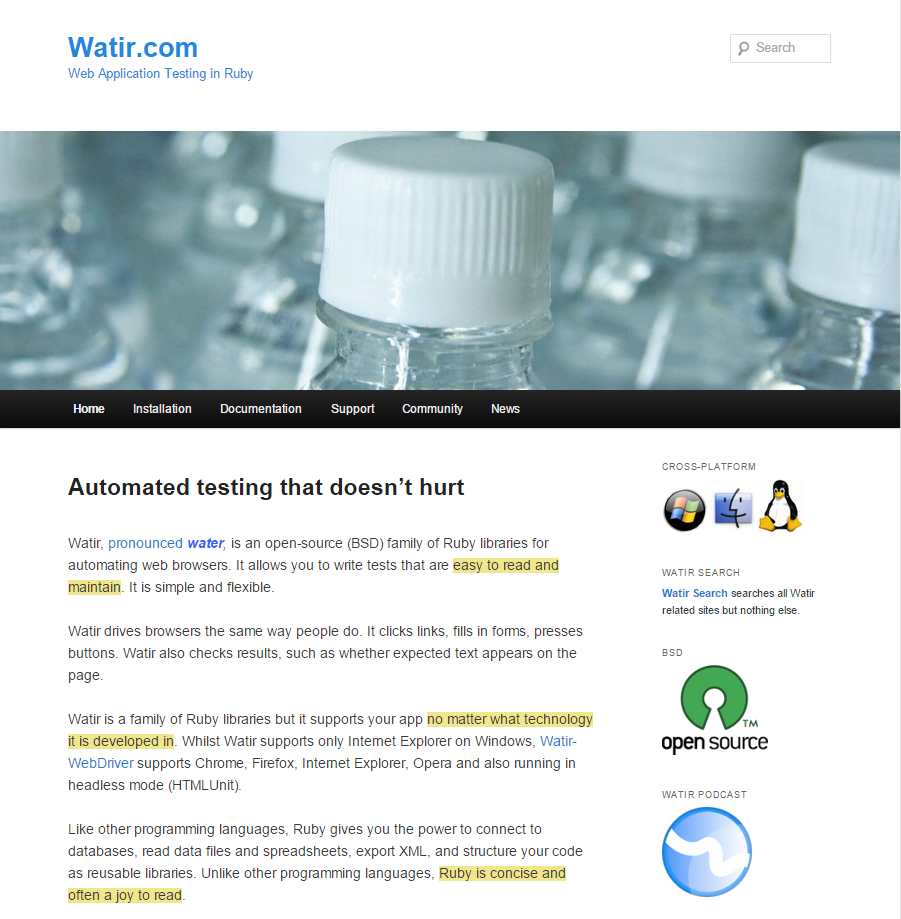 Watir.com
Web Application Testing in Ruby
Search
Home Installation Documentation Support Community News
Automated testing that doesn’t hurt
Watir, pronounced water, is an open-source (BSD) family of Ruby libraries for
automating web browsers. It allows you to write tests that are easy to read and
maintain. It is simple and flexible.
Watir drives browsers the same way people do. It clicks links, fills in forms, presses
buttons. Watir also checks results, such as whether expected text appears on the
page.
Watir is a family of Ruby libraries but it supports your app no matter what technology
it is developed in. Whilst Watir supports only Internet Explorer on Windows, Watir-
WebDriver supports Chrome, Firefox, Internet Explorer, Opera and also running in
headless mode (HTMLUnit).
Like other programming languages, Ruby gives you the power to connect to
databases, read data files and spreadsheets, export XML, and structure your code
as reusable libraries. Unlike other programming languages, Ruby is concise and
often a joy to read.
CROSS-PLATFORM
WATIR SEARCH
Watir Search searches all Watir
related sites but nothing else.
BSD
TM
open source
WATIR PODCAST